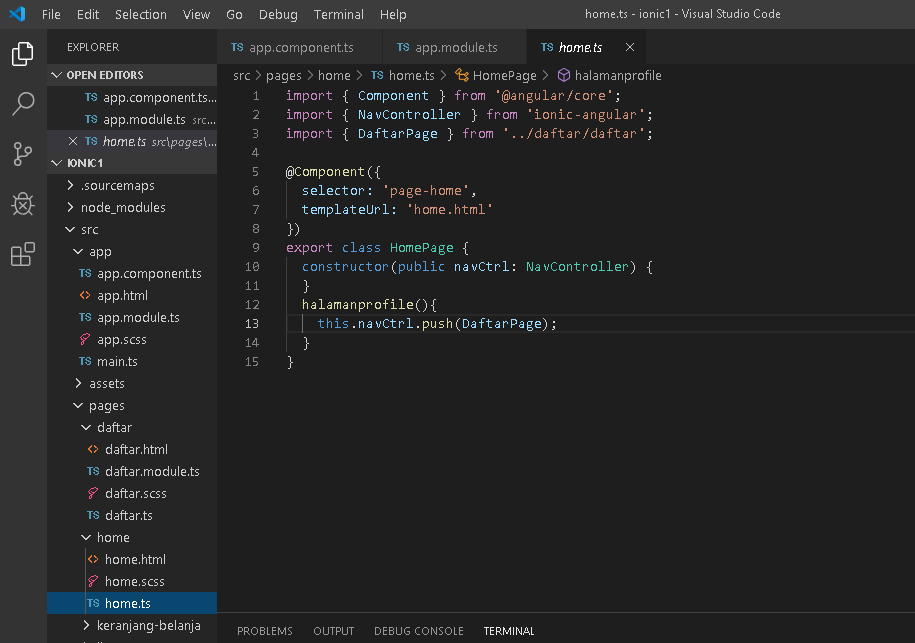 File Edit Selection View Go Debug Terminal Help home.ts - ionic1 - Visual Studio Code
EXPLORER
OPEN EDITORS
TS app.component.ts...
TS app.module.ts src...
TS home.ts src\pages\...
IONIC1
.sourcemaps
node_modules
src
app
TS app.component.ts
app.html
TS app.module.ts
app.scss
TS main.ts
assets
pages
daftar
daftar.html
TS daftar.module.ts
daftar.scss
TS daftar.ts
home
home.html
home.scss
TS home.ts
keranjang-belanja
TS app.component.ts TS app.module.ts TS home.ts
src > pages > home > TS home.ts > HomePage > halamanprofile
1 import { Component } from '@angular/core';
2 import { NavController } from 'ionic-angular';
3 import { DaftarPage } from '../daftar/daftar';
4
5 @Component({
6 selector: 'page-home',
7 templateUrl: 'home.html'
8 })
9 export class HomePage {
10 constructor(public navCtrl: NavController) {
11 }
12 halamanprofile(){
13 this.navCtrl.push(DaftarPage);
14 }
15 }
PROBLEMS OUTPUT DEBUG CONSOLE TERMINAL